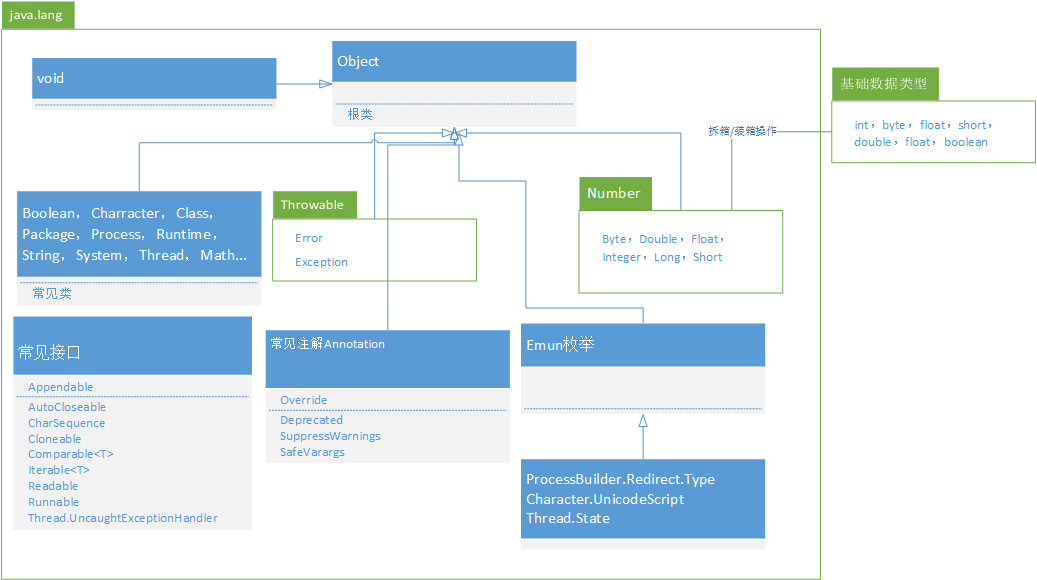 java.lang
void
Object
根类
基础数据类型
int，byte，float，short，
double，float，boolean
拆箱/装箱操作
Boolean，Charracter，Class，
Package，Process，Runtime，
String，System，Thread，Math...
常见类
Throwable
Error
Exception
Number
Byte，Double，Float，
Integer，Long，Short
常见接口
Appendable
AutoCloseable
CharSequence
Cloneable
Comparable<T>
Iterable<T>
Readable
Runnable
Thread.UncaughtExceptionHandler
常见注解Annotation
Override
Deprecated
SuppressWarnings
SafeVarargs
Emun枚举
ProcessBuilder.Redirect.Type
Character.UnicodeScript
Thread.State